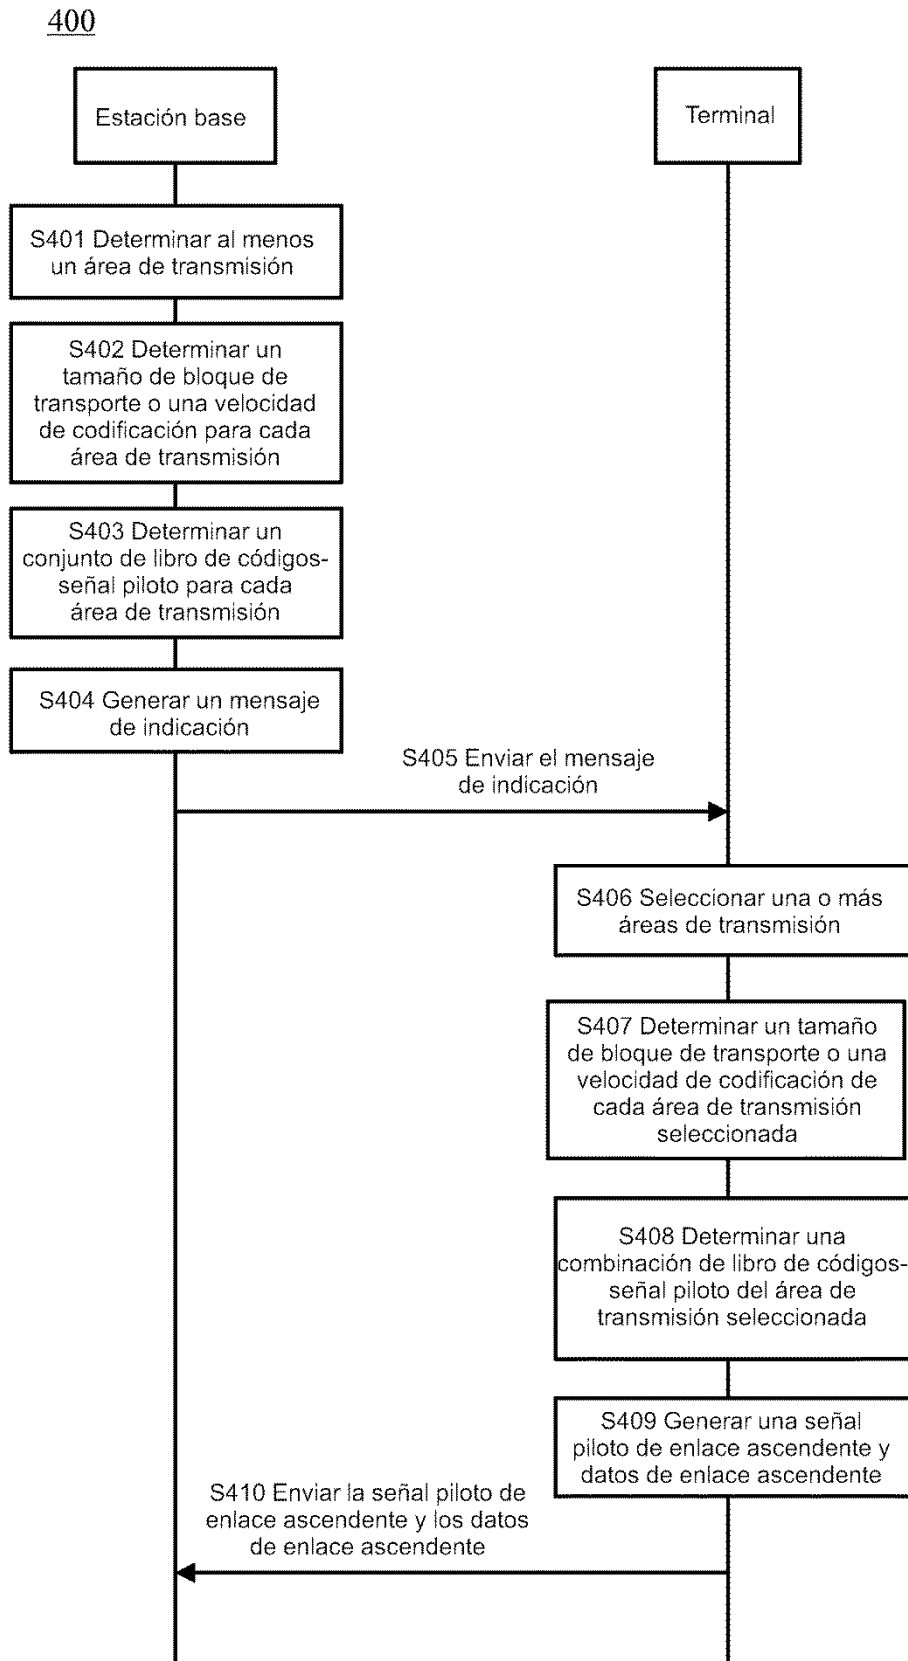 400
Estación base
Terminal
S401 Determinar al menos
un área de transmisión
S402 Determinar un
tamaño de bloque de
transporte o una velocidad
de codificación para cada
área de transmisión
S403 Determinar un
conjunto de libro de códigos-
señal piloto para cada
área de transmisión
S404 Generar un mensaje
de indicación
S405 Enviar el mensaje
de indicación
S406 Seleccionar una o más
áreas de transmisión
S407 Determinar un tamaño
de bloque de transporte o una
velocidad de codificación de
cada área de transmisión
seleccionada
S408 Determinar una
combinación de libro de códigos-
señal piloto del área de
transmisión seleccionada
S409 Generar una señal
piloto de enlace ascendente y
datos de enlace ascendente
S410 Enviar la señal piloto de
enlace ascendente y los datos
de enlace ascendente